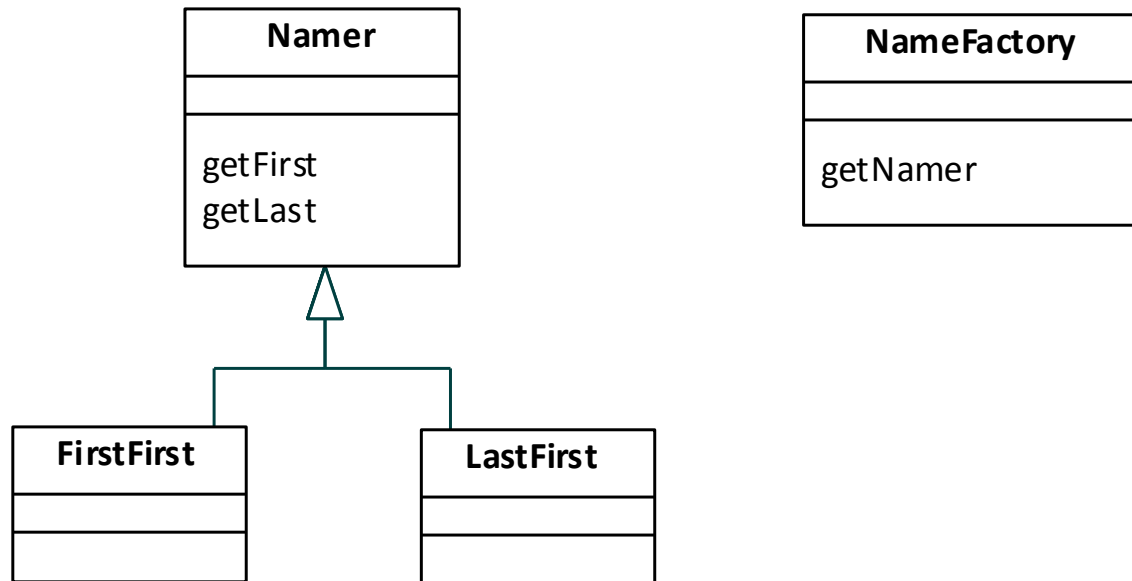 Namer
getFirst
getLast
NameFactory
getNamer
FirstFirst
LastFirst